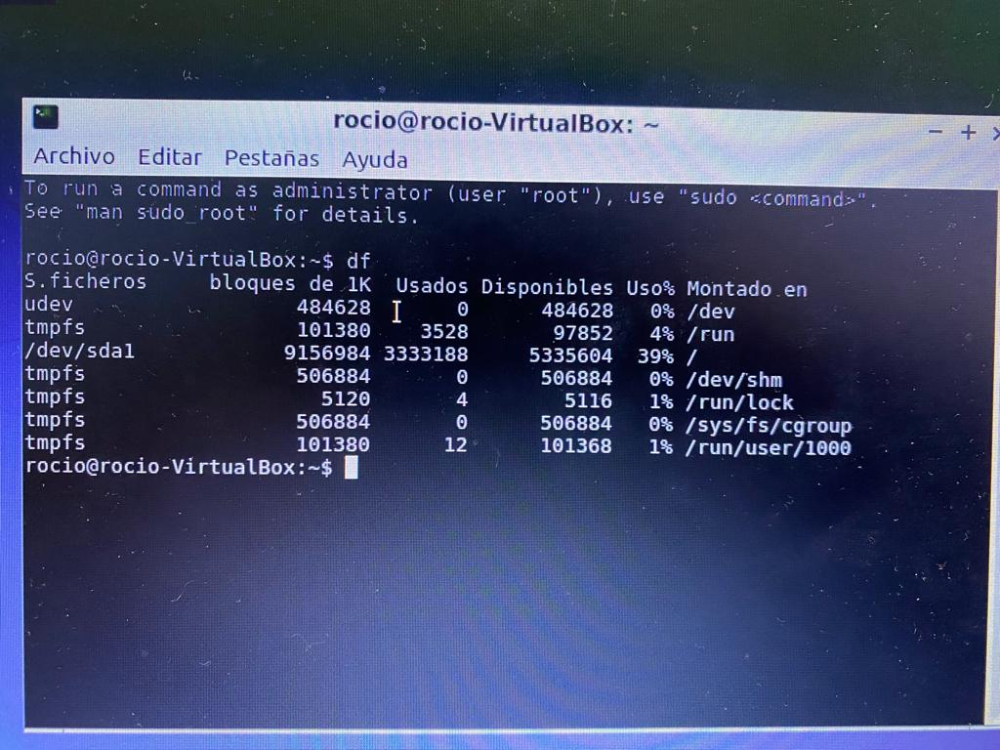 rocio@rocio-VirtualBox: ~
Archivo Editar Pestañas Ayuda
To run a command as administrator (user "root"), use "sudo <command>".
See "man sudo_root" for details.
rocio@rocio-VirtualBox:~$ df
S.ficheros bloques de 1K Usados Disponibles Uso% Montado en
udev 484628 0 484628 0% /dev
tmpfs 101380 3528 97852 4% /run
/dev/sda1 9156984 3333188 5335604 39% /
tmpfs 506884 0 506884 0% /dev/shm
tmpfs 5120 4 5116 1% /run/lock
tmpfs 506884 0 506884 0% /sys/fs/cgroup
tmpfs 101380 12 101368 1% /run/user/1000
rocio@rocio-VirtualBox:~$